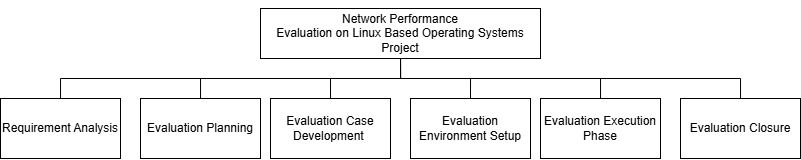 Network Performance
Evaluation on Linux Based Operating Systems
Project
Requirement Analysis
Evaluation Planning
Evaluation Case
Development
Evaluation
Environment Setup
Evaluation Execution
Phase
Evaluation Closure